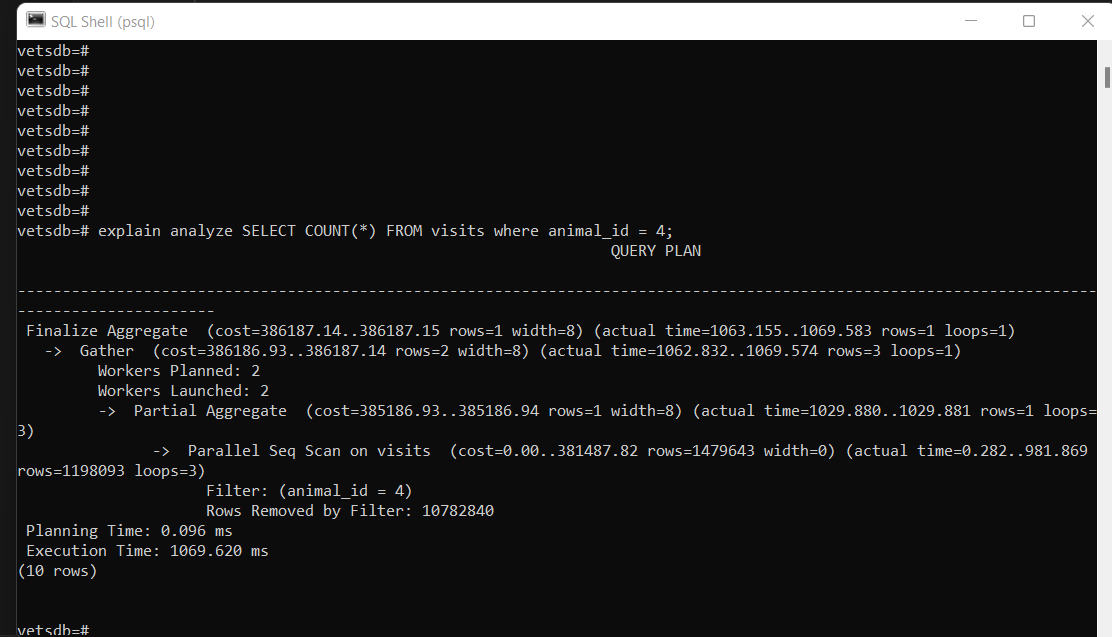 SQL Shell (psql)
vetsdb=#
vetsdb=#
vetsdb=#
vetsdb=#
vetsdb=#
vetsdb=#
vetsdb=#
vetsdb=#
vetsdb=#
vetsdb=# explain analyze SELECT COUNT(*) FROM visits where animal_id = 4;
QUERY PLAN
------------------------------------------------------------------------------------------------------------------------
----------------------
Finalize Aggregate  (cost=386187.14..386187.15 rows=1 width=8) (actual time=1063.155..1069.583 rows=1 loops=1)
->  Gather  (cost=386186.93..386187.14 rows=2 width=8) (actual time=1062.832..1069.574 rows=3 loops=1)
Workers Planned: 2
Workers Launched: 2
->  Partial Aggregate  (cost=385186.93..385186.94 rows=1 width=8) (actual time=1029.880..1029.881 rows=1 loops=
3)
->  Parallel Seq Scan on visits  (cost=0.00..381487.82 rows=1479643 width=0) (actual time=0.282..981.869
rows=1198093 loops=3)
Filter: (animal_id = 4)
Rows Removed by Filter: 10782840
Planning Time: 0.096 ms
Execution Time: 1069.620 ms
(10 rows)
vetsdb=#